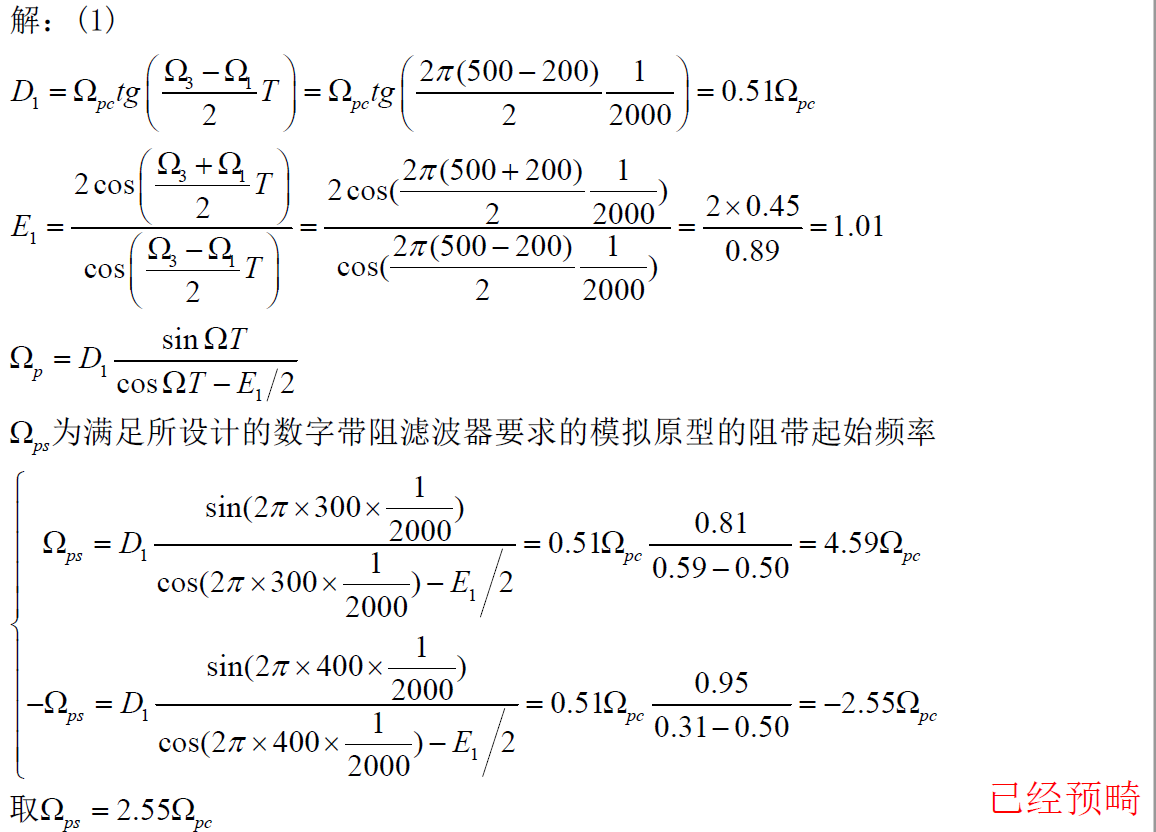 解：(1)
D₁ = Ω_pc tg((Ω₃ − Ω₁)/2 T) = Ω_pc tg(2π(500 − 200)/2 1/2000) = 0.51Ω_pc
E₁ = 2cos((Ω₃ + Ω₁)/2 T) / cos((Ω₃ − Ω₁)/2 T) = 2cos(2π(500 + 200)/2 1/2000) / cos(2π(500 − 200)/2 1/2000) = 2×0.45/0.89 = 1.01
Ω_p = D₁ sin ΩT / (cos ΩT − E₁/2)
Ω_ps为满足所设计的数字带阻滤波器要求的模拟原型的阻带起始频率
Ω_ps = D₁ sin(2π×300×1/2000) / (cos(2π×300×1/2000) − E₁/2) = 0.51Ω_pc 0.81/(0.59−0.50) = 4.59Ω_pc
−Ω_ps = D₁ sin(2π×400×1/2000) / (cos(2π×400×1/2000) − E₁/2) = 0.51Ω_pc 0.95/(0.31−0.50) = −2.55Ω_pc
取Ω_ps = 2.55Ω_pc
已经预畸